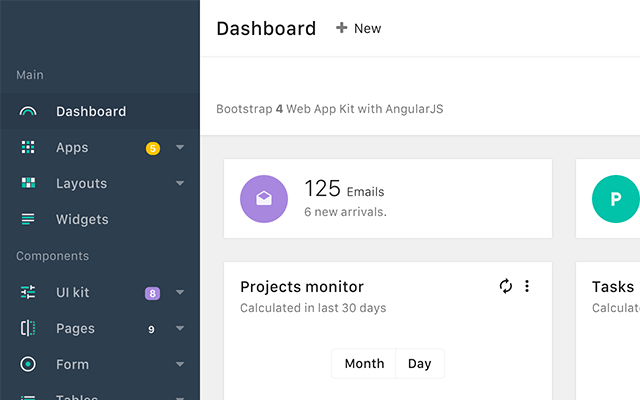 Main
Dashboard
Apps 5
Layouts
Widgets
Components
UI kit 8
Pages 9
Form
Tables
Dashboard
New
Bootstrap 4 Web App Kit with AngularJS
125 Emails
6 new arrivals.
P
Projects monitor
Calculated in last 30 days
Month Day
Tasks